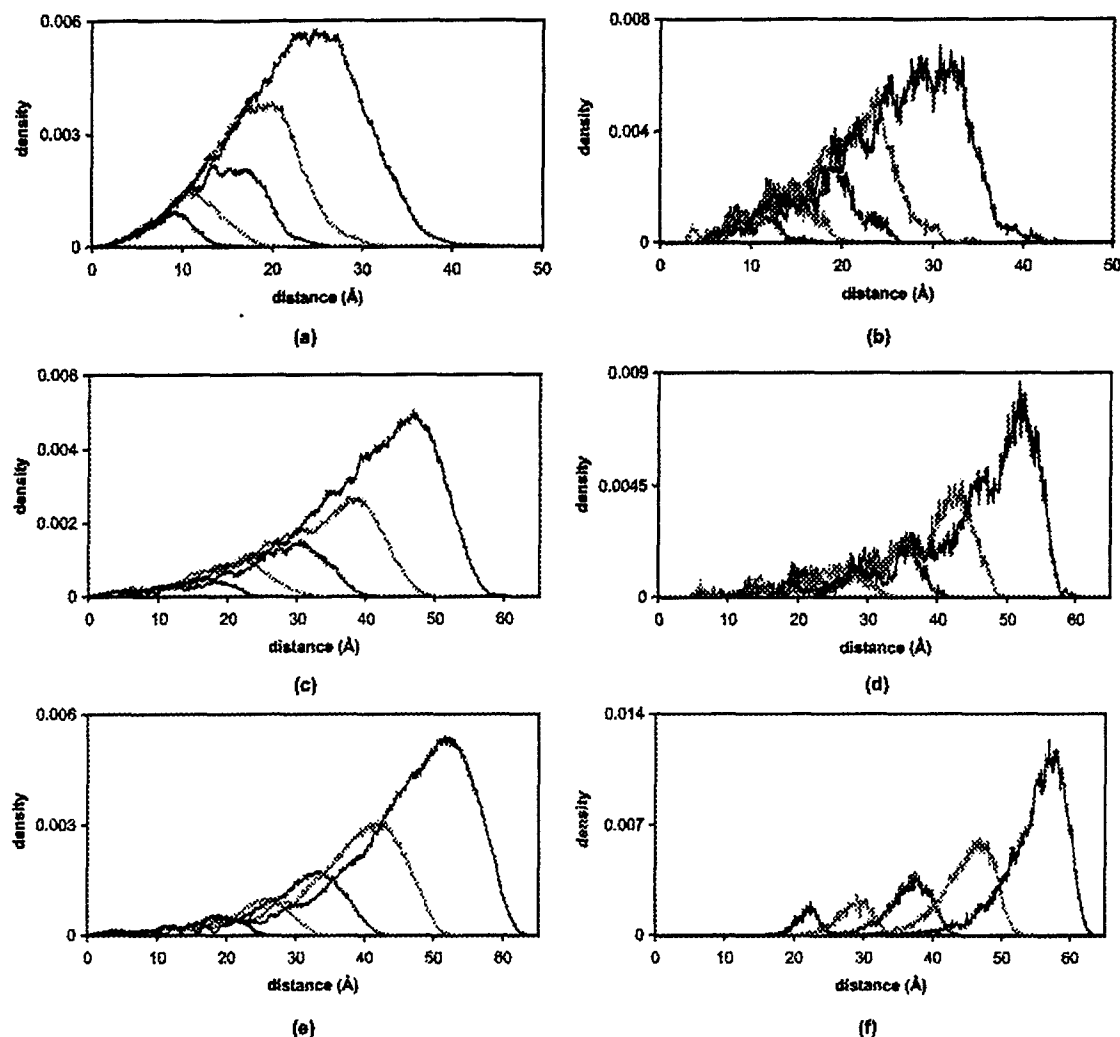 0.006
0.003
0
density
0 10 20 30 40 50
distance (Å)
(a)
0.008
0.004
0
density
0 10 20 30 40 50
distance (Å)
(b)
0.006
0.004
0.002
0
density
0 10 20 30 40 50 60
distance (Å)
(c)
0.009
0.0045
0
density
0 10 20 30 40 50 60
distance (Å)
(d)
0.006
0.003
0
density
0 10 20 30 40 50 60
distance (Å)
(e)
0.014
0.007
0
density
0 10 20 30 40 50 60
distance (Å)
(f)